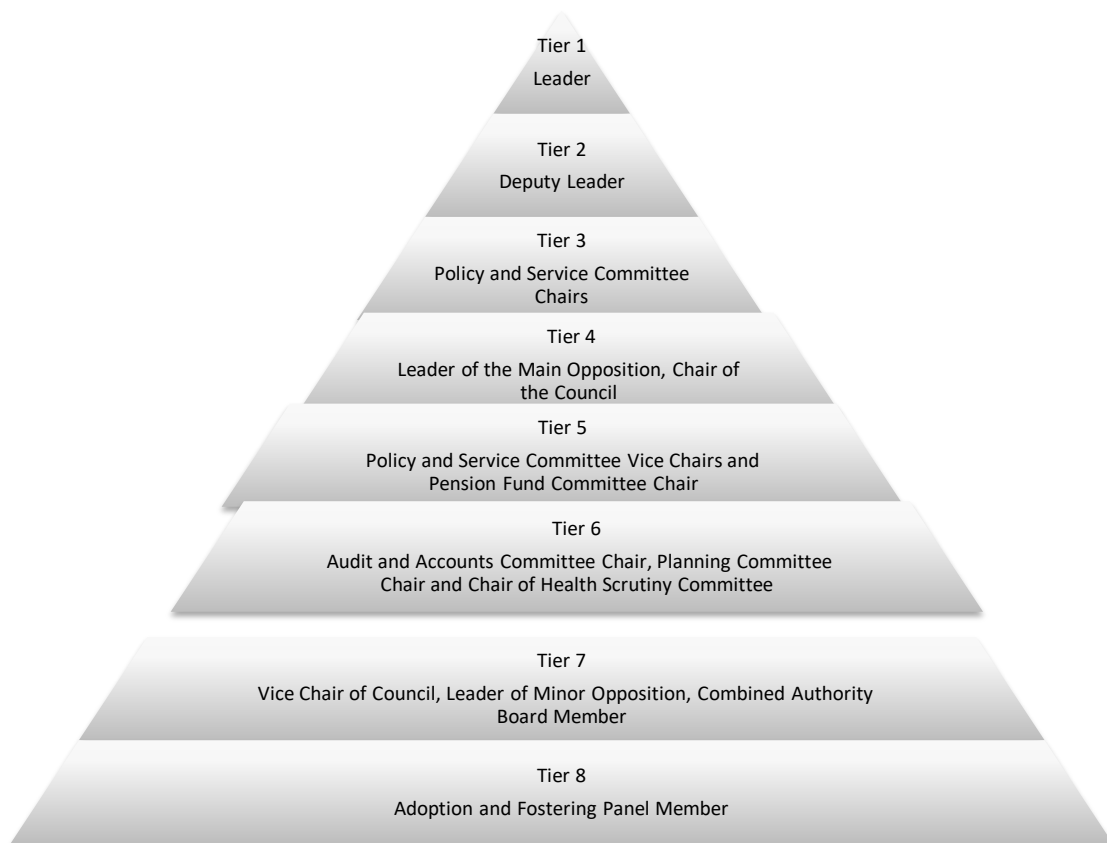 Tier 1
Leader
Tier 2
Deputy Leader
Tier 3
Policy and Service Committee
Chairs
Tier 4
Leader of the Main Opposition, Chair of
the Council
Tier 5
Policy and Service Committee Vice Chairs and
Pension Fund Committee Chair
Tier 6
Audit and Accounts Committee Chair, Planning Committee
Chair and Chair of Health Scrutiny Committee
Tier 7
Vice Chair of Council, Leader of Minor Opposition, Combined Authority
Board Member
Tier 8
Adoption and Fostering Panel Member